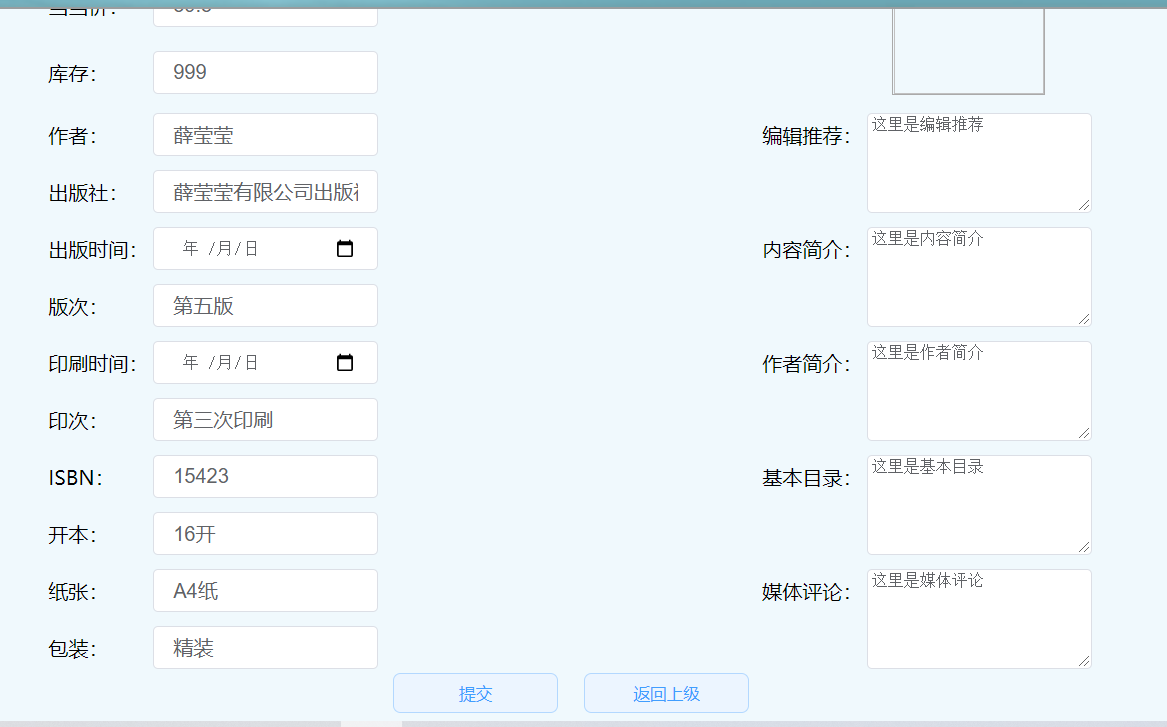 当当价：
库存： 999
作者： 薛莹莹 编辑推荐： 这里是编辑推荐
出版社： 薛莹莹有限公司出版社 内容简介： 这里是内容简介
出版时间： 年 /月/日
版次： 第五版
印刷时间： 年 /月/日 作者简介： 这里是作者简介
印次： 第三次印刷
ISBN： 15423 基本目录： 这里是基本目录
开本： 16开
纸张： A4纸 媒体评论： 这里是媒体评论
包装： 精装
提交 返回上级